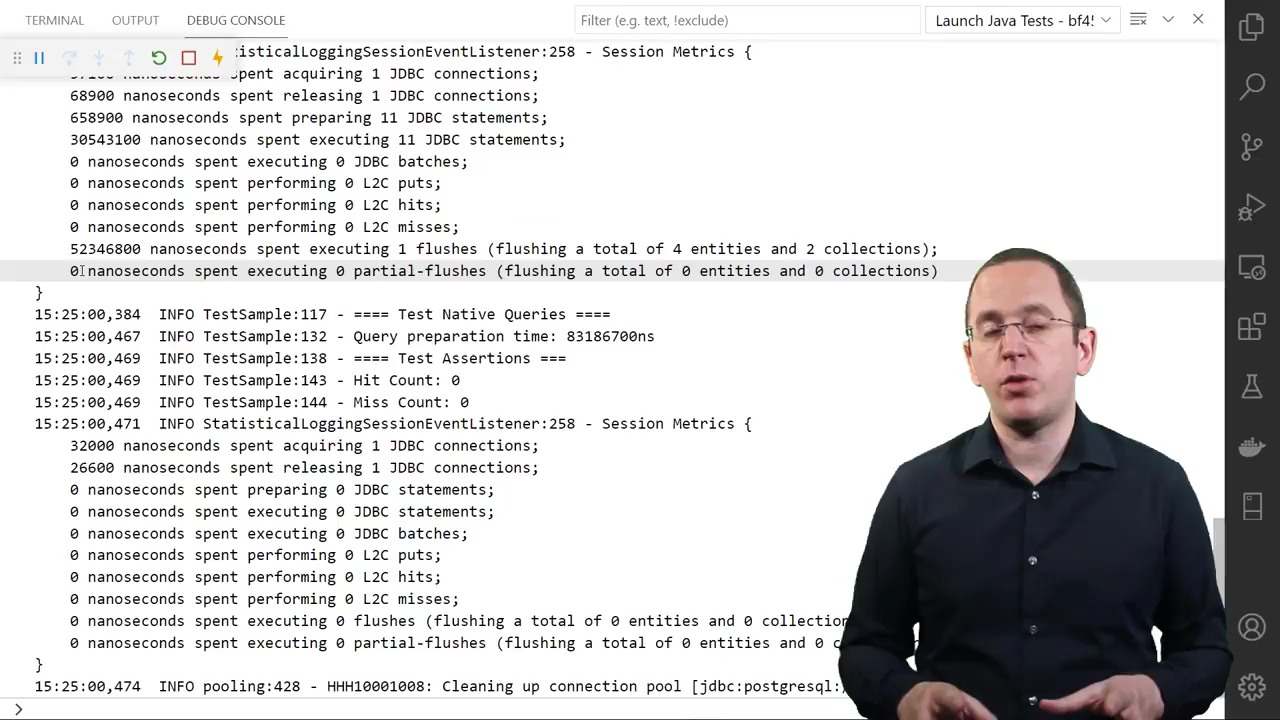 TERMINAL OUTPUT DEBUG CONSOLE Filter (e.g. text, !exclude) Launch Java Tests - bf45
isticalLoggingSessionEventListener:258 - Session Metrics {
nanoseconds spent acquiring 1 JDBC connections;
68900 nanoseconds spent releasing 1 JDBC connections;
658900 nanoseconds spent preparing 11 JDBC statements;
30543100 nanoseconds spent executing 11 JDBC statements;
0 nanoseconds spent executing 0 JDBC batches;
0 nanoseconds spent performing 0 L2C puts;
0 nanoseconds spent performing 0 L2C hits;
0 nanoseconds spent performing 0 L2C misses;
52346800 nanoseconds spent executing 1 flushes (flushing a total of 4 entities and 2 collections);
0 nanoseconds spent executing 0 partial-flushes (flushing a total of 0 entities and 0 collections)
}
15:25:00,384 INFO TestSample:117 - ==== Test Native Queries ====
15:25:00,467 INFO TestSample:132 - Query preparation time: 83186700ns
15:25:00,469 INFO TestSample:138 - ==== Test Assertions ===
15:25:00,469 INFO TestSample:143 - Hit Count: 0
15:25:00,469 INFO TestSample:144 - Miss Count: 0
15:25:00,471 INFO StatisticalLoggingSessionEventListener:258 - Session Metrics {
32000 nanoseconds spent acquiring 1 JDBC connections;
26600 nanoseconds spent releasing 1 JDBC connections;
0 nanoseconds spent preparing 0 JDBC statements;
0 nanoseconds spent executing 0 JDBC statements;
0 nanoseconds spent executing 0 JDBC batches;
0 nanoseconds spent performing 0 L2C puts;
0 nanoseconds spent performing 0 L2C hits;
0 nanoseconds spent performing 0 L2C misses;
0 nanoseconds spent executing 0 flushes (flushing a total of 0 entities and 0 collection
0 nanoseconds spent executing 0 partial-flushes (flushing a total of 0 entities and 0 c
}
15:25:00,474 INFO pooling:428 - HHH10001008: Cleaning up connection pool [jdbc:postgresql:/